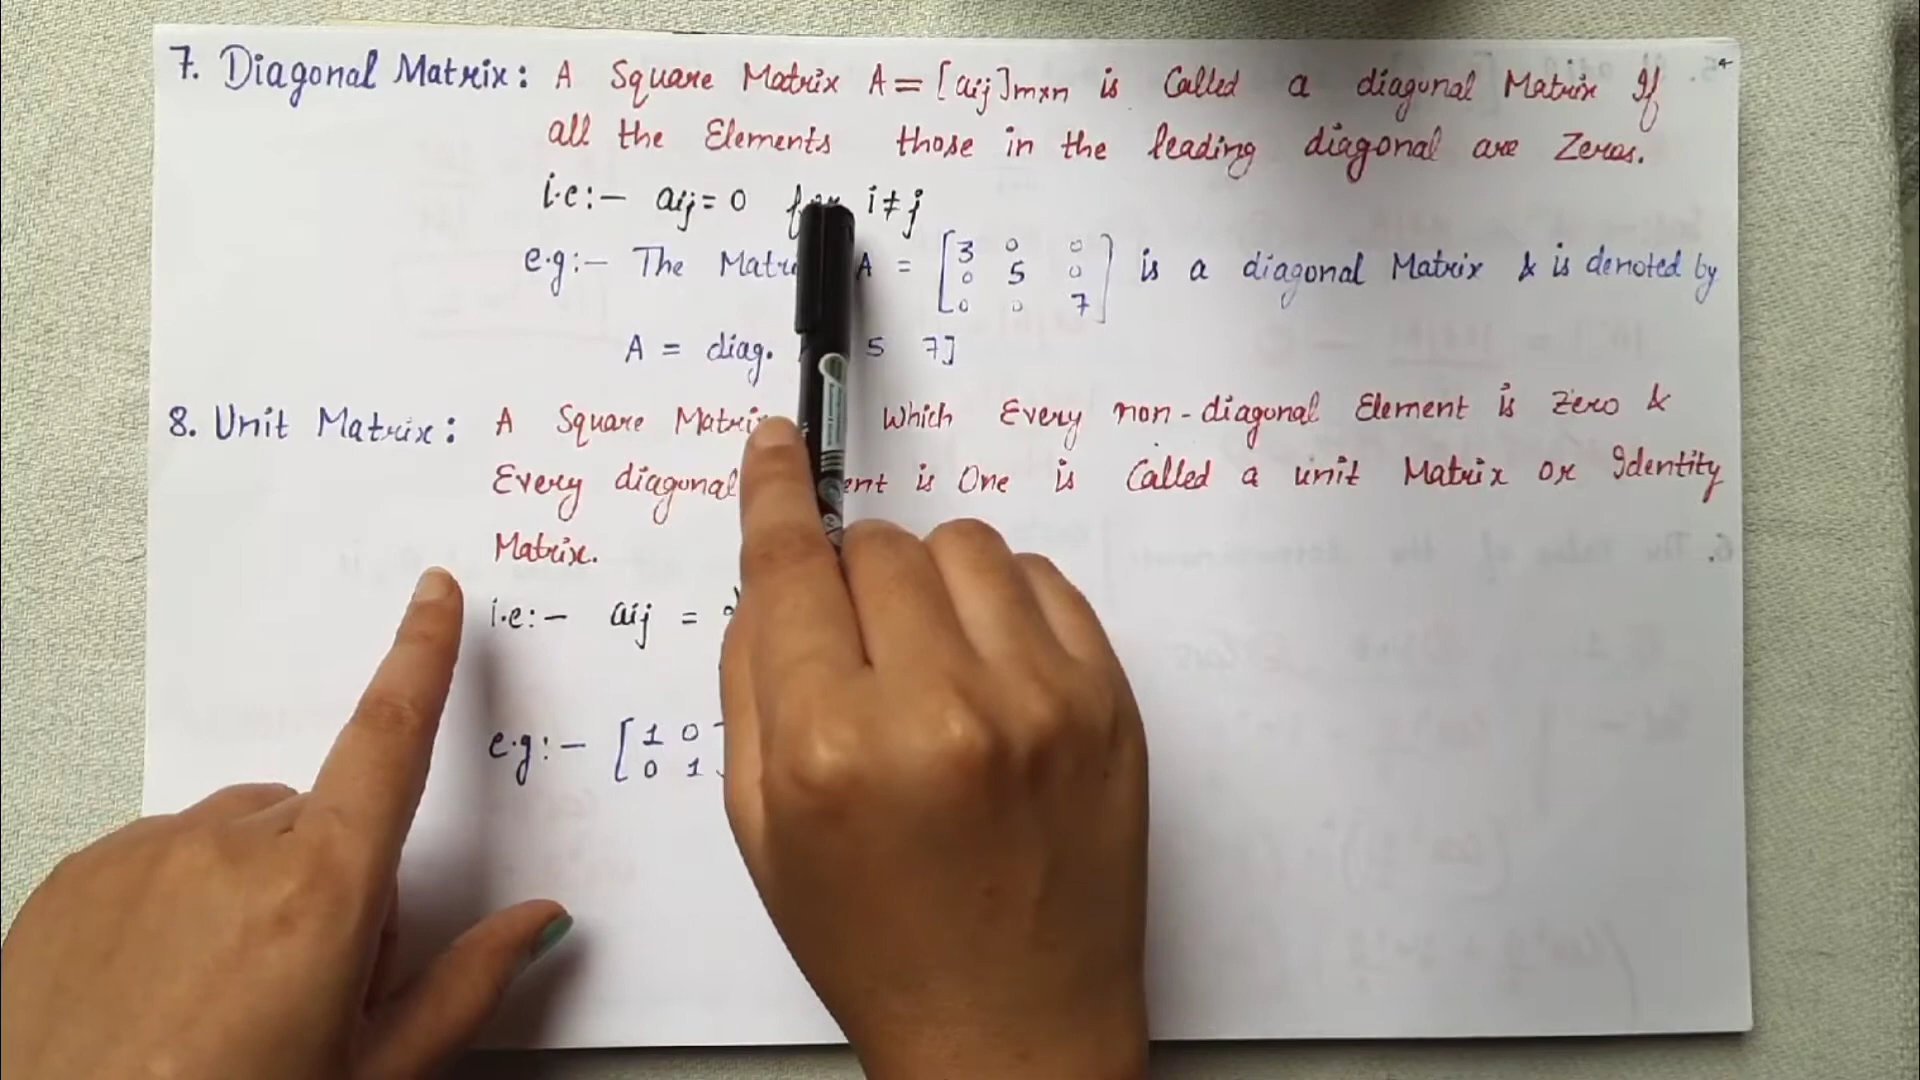 7. Diagonal Matrix: A Square Matrix A = [aij]mxn is Called a diagonal Matrix If
all the Elements those in the leading diagonal are Zeros.
i.e:- aij = 0 for i ≠ j
e.g:- The Matrix A = [3 0 0 is a diagonal Matrix & is denoted by
0 5 0
0 0 7]
A = diag. 5 7]
8. Unit Matrix: A Square Matrix Which Every non-diagonal Element is Zero &
Every diagonal is One is Called a unit Matrix or Identity
Matrix.
i.e:- aij =
e.g:- [1 0
0 1